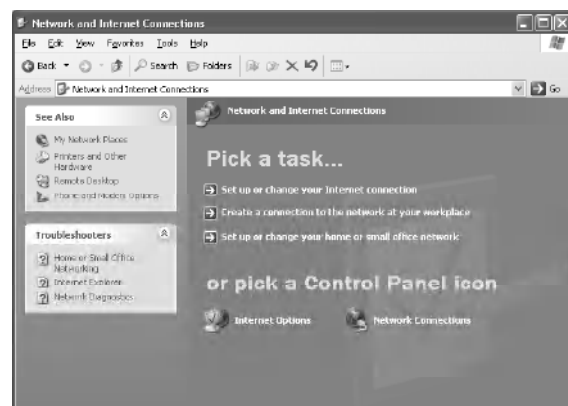 Network and Internet Connections
File Edit View Favorites Tools Help
Back Search Folders
Address Network and Internet Connections Go
See Also
My Network Places
Printers and Other
Hardware
Remote Desktop
Phone and Modem Options
Troubleshooters
Home or Small Office
Networking
Internet Explorer
Network Diagnostics
Network and Internet Connections
Pick a task...
Set up or change your Internet connection
Create a connection to the network at your workplace
Set up or change your home or small office network
or pick a Control Panel icon
Internet Options Network Connections